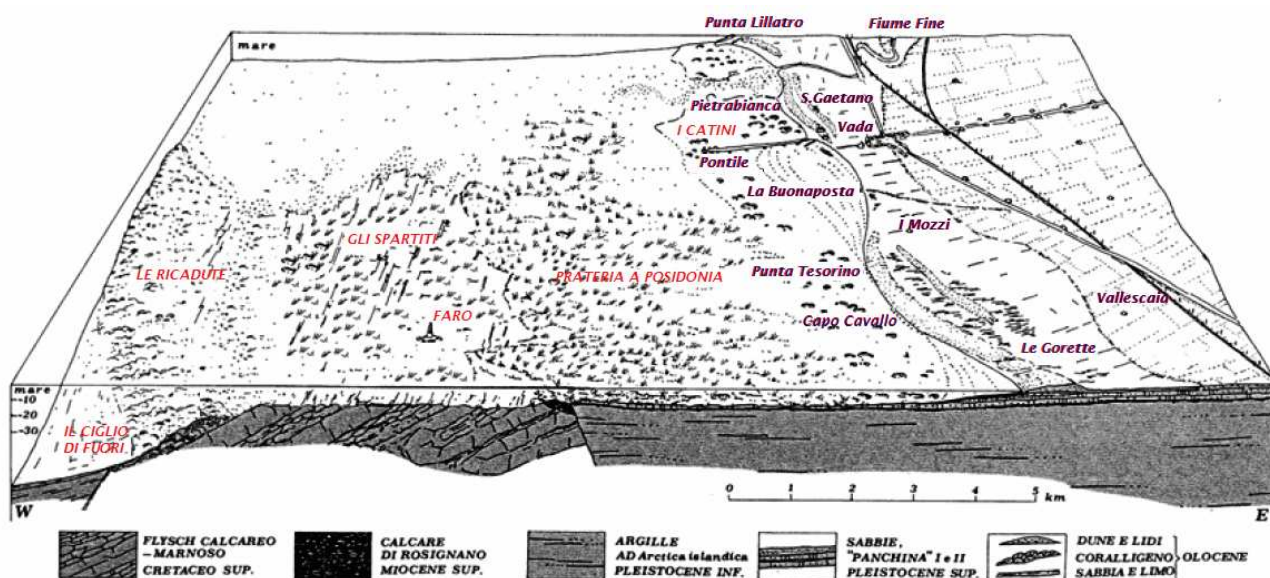 Punta Lillatro
Fiume Fine
mare
Pietrabianca
S.Gaetano
I CATINI
Vada
Pontile
La Buonaposta
I Mozzi
GLI SPARTITI
LE RICADUTE
PRATERIA A POSIDONIA
Punta Tesorino
Vallescaia
FARO
Capo Cavallo
Le Gorette
mare
-10
-20
-30
IL CIGLIO
DI FUORI
0 1 2 3 4 5
km
W
E
FLYSCH CALCAREO
-MARNOSO
CRETACEO SUP.
CALCARE
DI ROSIGNANO
MIOCENE SUP.
ARGILLE
AD Arctica islandica
PLEISTOCENE INF.
SABBIE,
"PANCHINA" I e II
PLEISTOCENE SUP.
DUNE E LIDI
CORALLIGENO
SABBIA E LIMO
OLOCENE